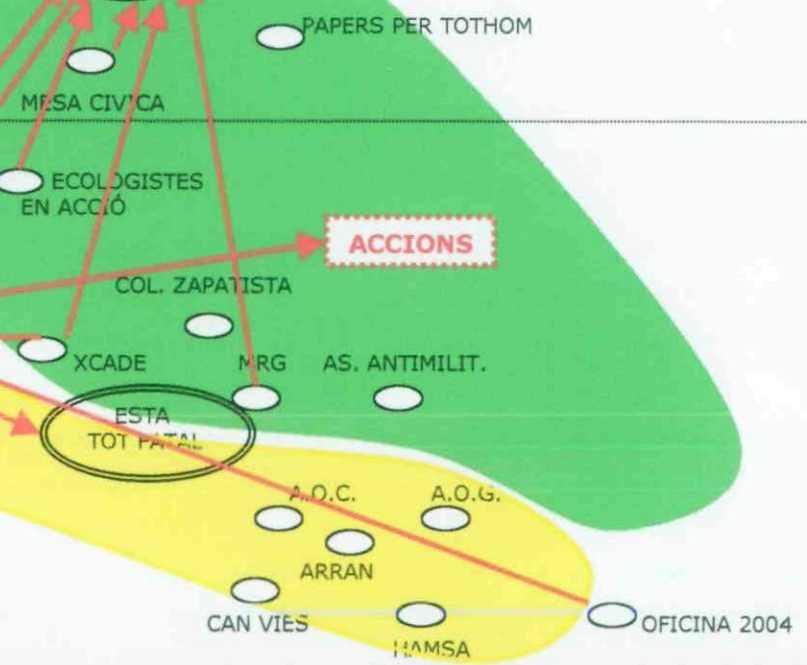 PAPERS PER TOTHOM
MESA CIVICA
ECOLOGISTES
EN ACCIÓ
ACCIONS
COL. ZAPATISTA
XCADE
MRG
AS. ANTIMILIT.
ESTA
TOT FATAL
A.O.C.
A.O.G.
ARRAN
CAN VIES
HAMSA
OFICINA 2004